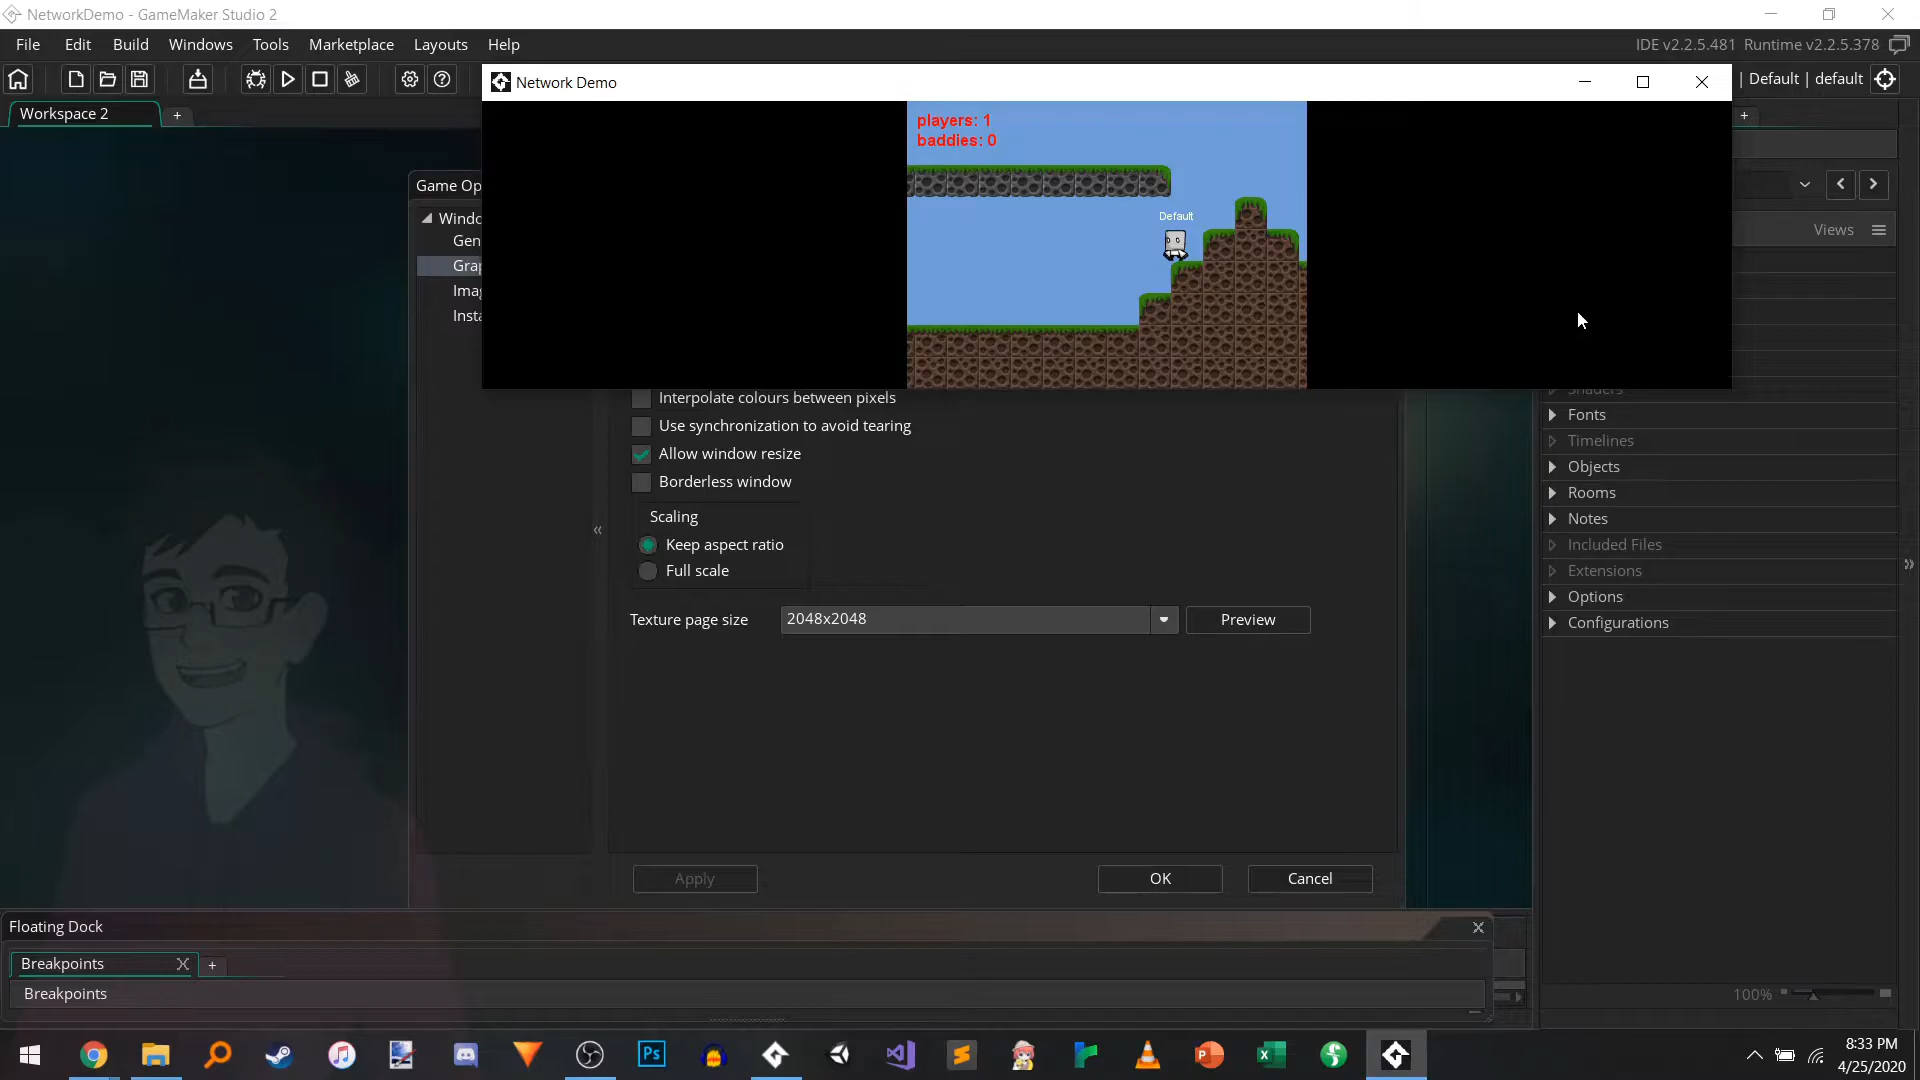 NetworkDemo - GameMaker Studio 2
File Edit Build Windows Tools Marketplace Layouts Help
IDE v2.2.5.481 Runtime v2.2.5.378
Network Demo
| Default | default
Workspace 2
+
+
players: 1
baddies: 0
Default
Game Op
Windo
Gen
Grap
Imag
Insta
Views
Interpolate colours between pixels
Use synchronization to avoid tearing
Allow window resize
Borderless window
Scaling
Keep aspect ratio
Full scale
Texture page size
2048x2048
Preview
Apply
OK
Cancel
Shaders
Fonts
Timelines
Objects
Rooms
Notes
Included Files
Extensions
Options
Configurations
100%
Floating Dock
Breakpoints
+
Breakpoints
Ps
8:33 PM
4/25/2020